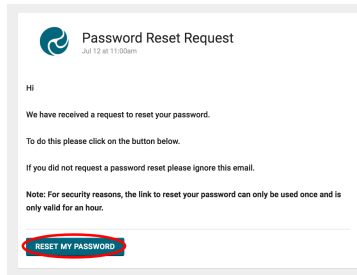 Password Reset Request
Jul 12 at 11:00am
Hi
We have received a request to reset your password.
To do this please click on the button below.
If you did not request a password reset please ignore this email.
Note: For security reasons, the link to reset your password can only be used once and is
only valid for an hour.
RESET MY PASSWORD